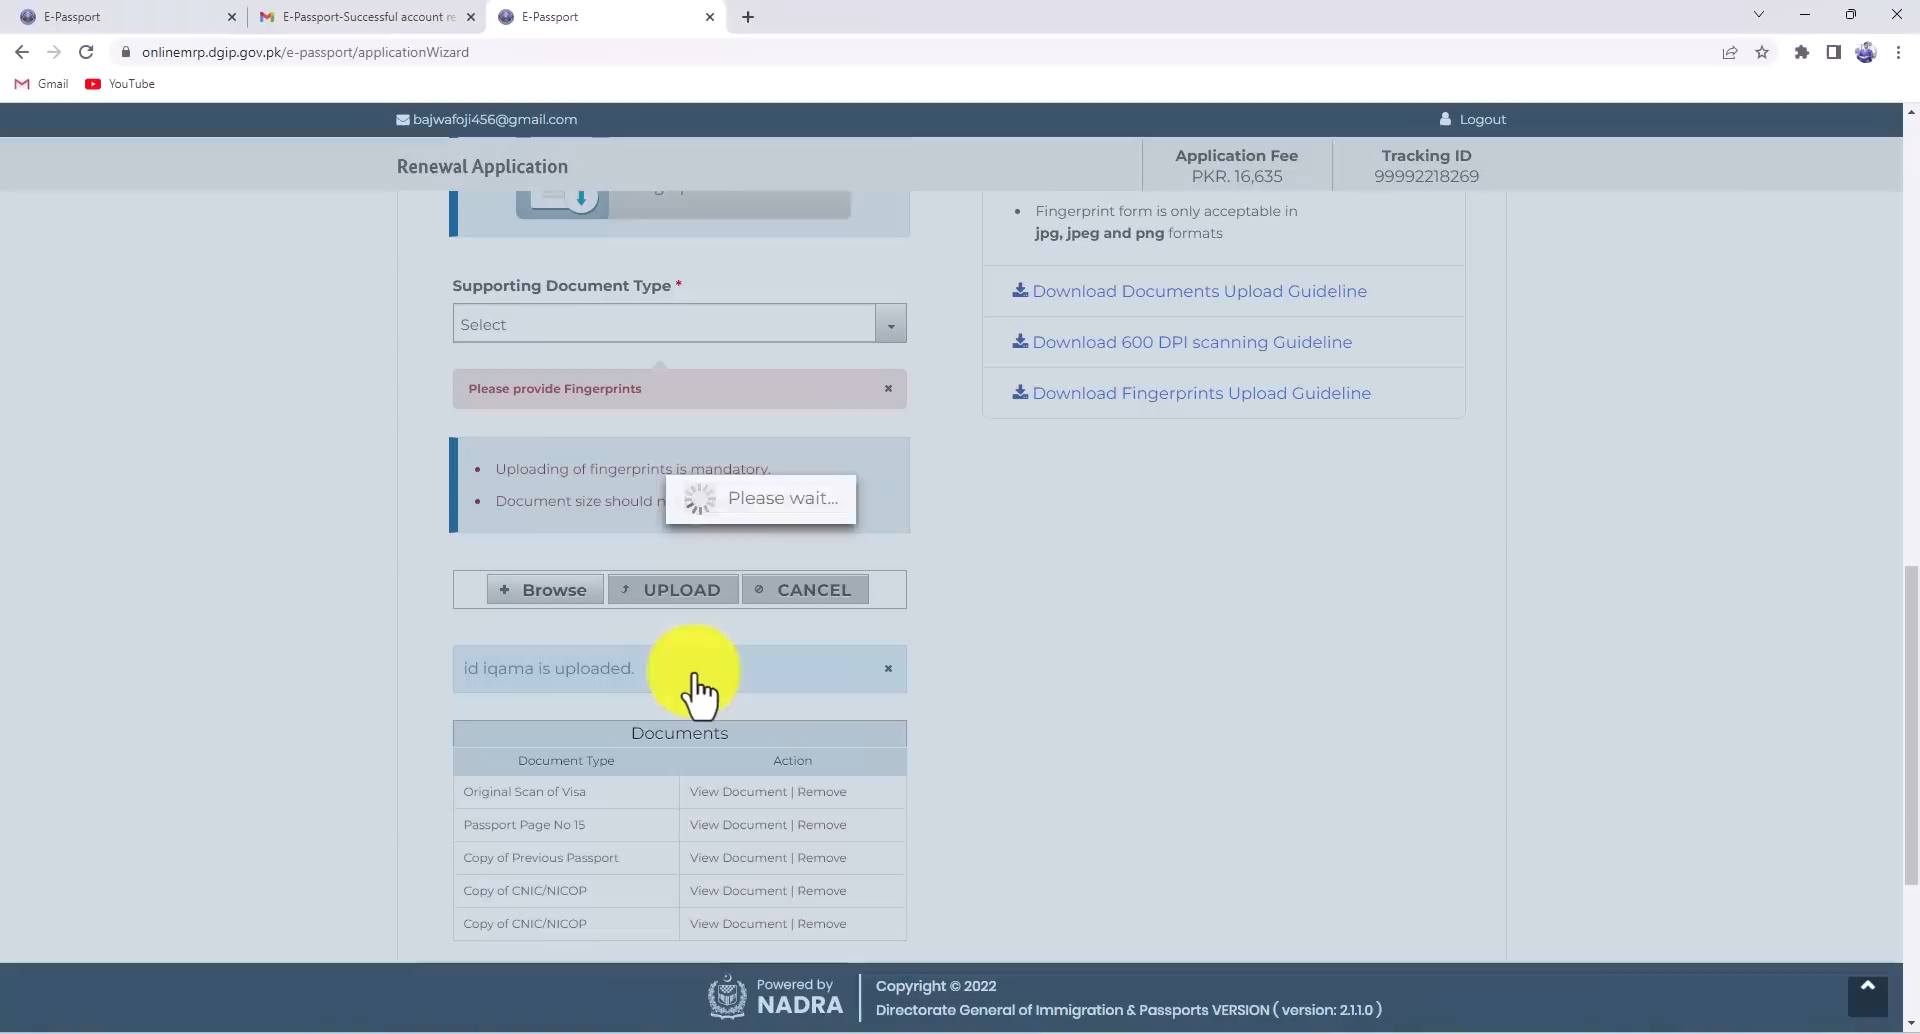 E-Passport
E-Passport-Successful account re
E-Passport
onlinemrp.dgip.gov.pk/e-passport/applicationWizard
Gmail
YouTube
bajwafoji456@gmail.com
Logout
Renewal Application
Application Fee
PKR. 16,635
Tracking ID
99992218269
Fingerprint form is only acceptable in
jpg, jpeg and png formats
Download Documents Upload Guideline
Download 600 DPI scanning Guideline
Download Fingerprints Upload Guideline
Supporting Document Type *
Select
Please provide Fingerprints
Uploading of fingerprints is mandatory.
Document size should
Please wait...
Browse
UPLOAD
CANCEL
id iqama is uploaded.
Documents
Document Type
Action
Original Scan of Visa
View Document | Remove
Passport Page No 15
View Document | Remove
Copy of Previous Passport
View Document | Remove
Copy of CNIC/NICOP
View Document | Remove
Copy of CNIC/NICOP
View Document | Remove
Powered by
NADRA
Copyright © 2022
Directorate General of Immigration & Passports VERSION ( version: 2.1.1.0 )